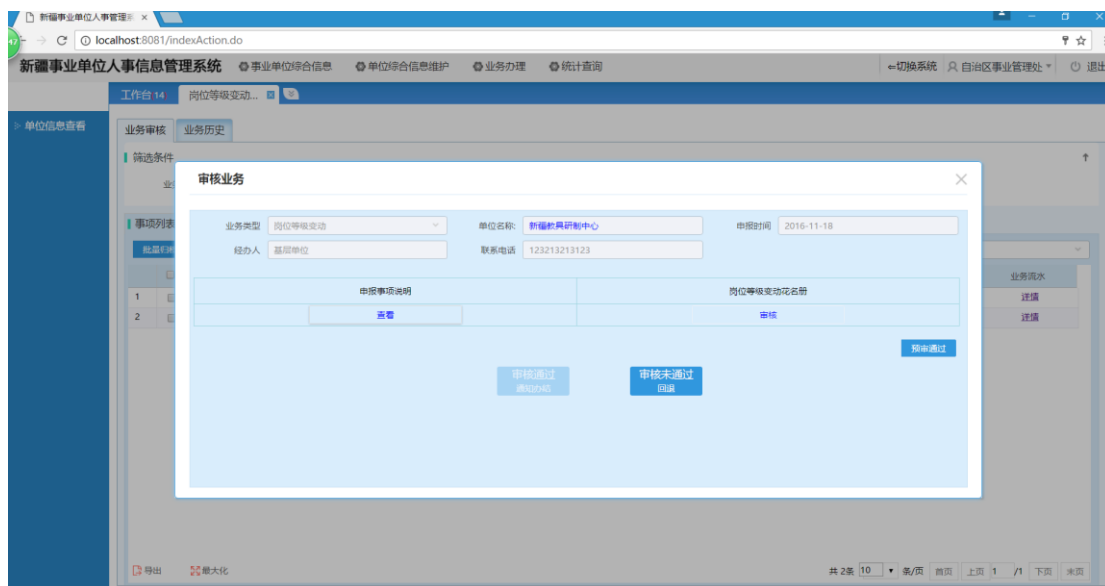 新疆事业单位人事管理系 ×
localhost:8081/indexAction.do
新疆事业单位人事信息管理系统 事业单位综合信息 单位综合信息维护 业务办理 统计查询 切换系统 自治区事业管理处 退出
工作台 14 岗位等级变动...
单位信息查看
业务审核 业务历史
筛选条件
审核业务
事项列表
业务类型 岗位等级变动 单位名称: 新疆教具研制中心 申报时间 2016-11-18
经办人 基层单位 联系电话 123213213123
业务流水
申报事项说明 岗位等级变动花名册
1 详情
查看 审核
2 详情
预审通过
审核通过 审核未通过
通知办结 回退
导出 最大化 共 2条 10 条/页 首页 上页 1 /1 下页 末页